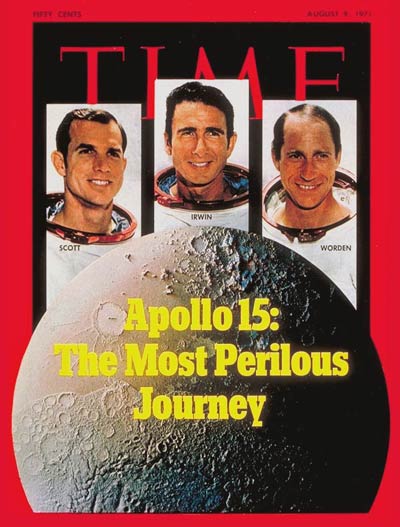 FIFTY CENTS
AUGUST 9, 1971
TIME
SCOTT
IRWIN
WORDEN
Apollo 15:
The Most Perilous
Journey